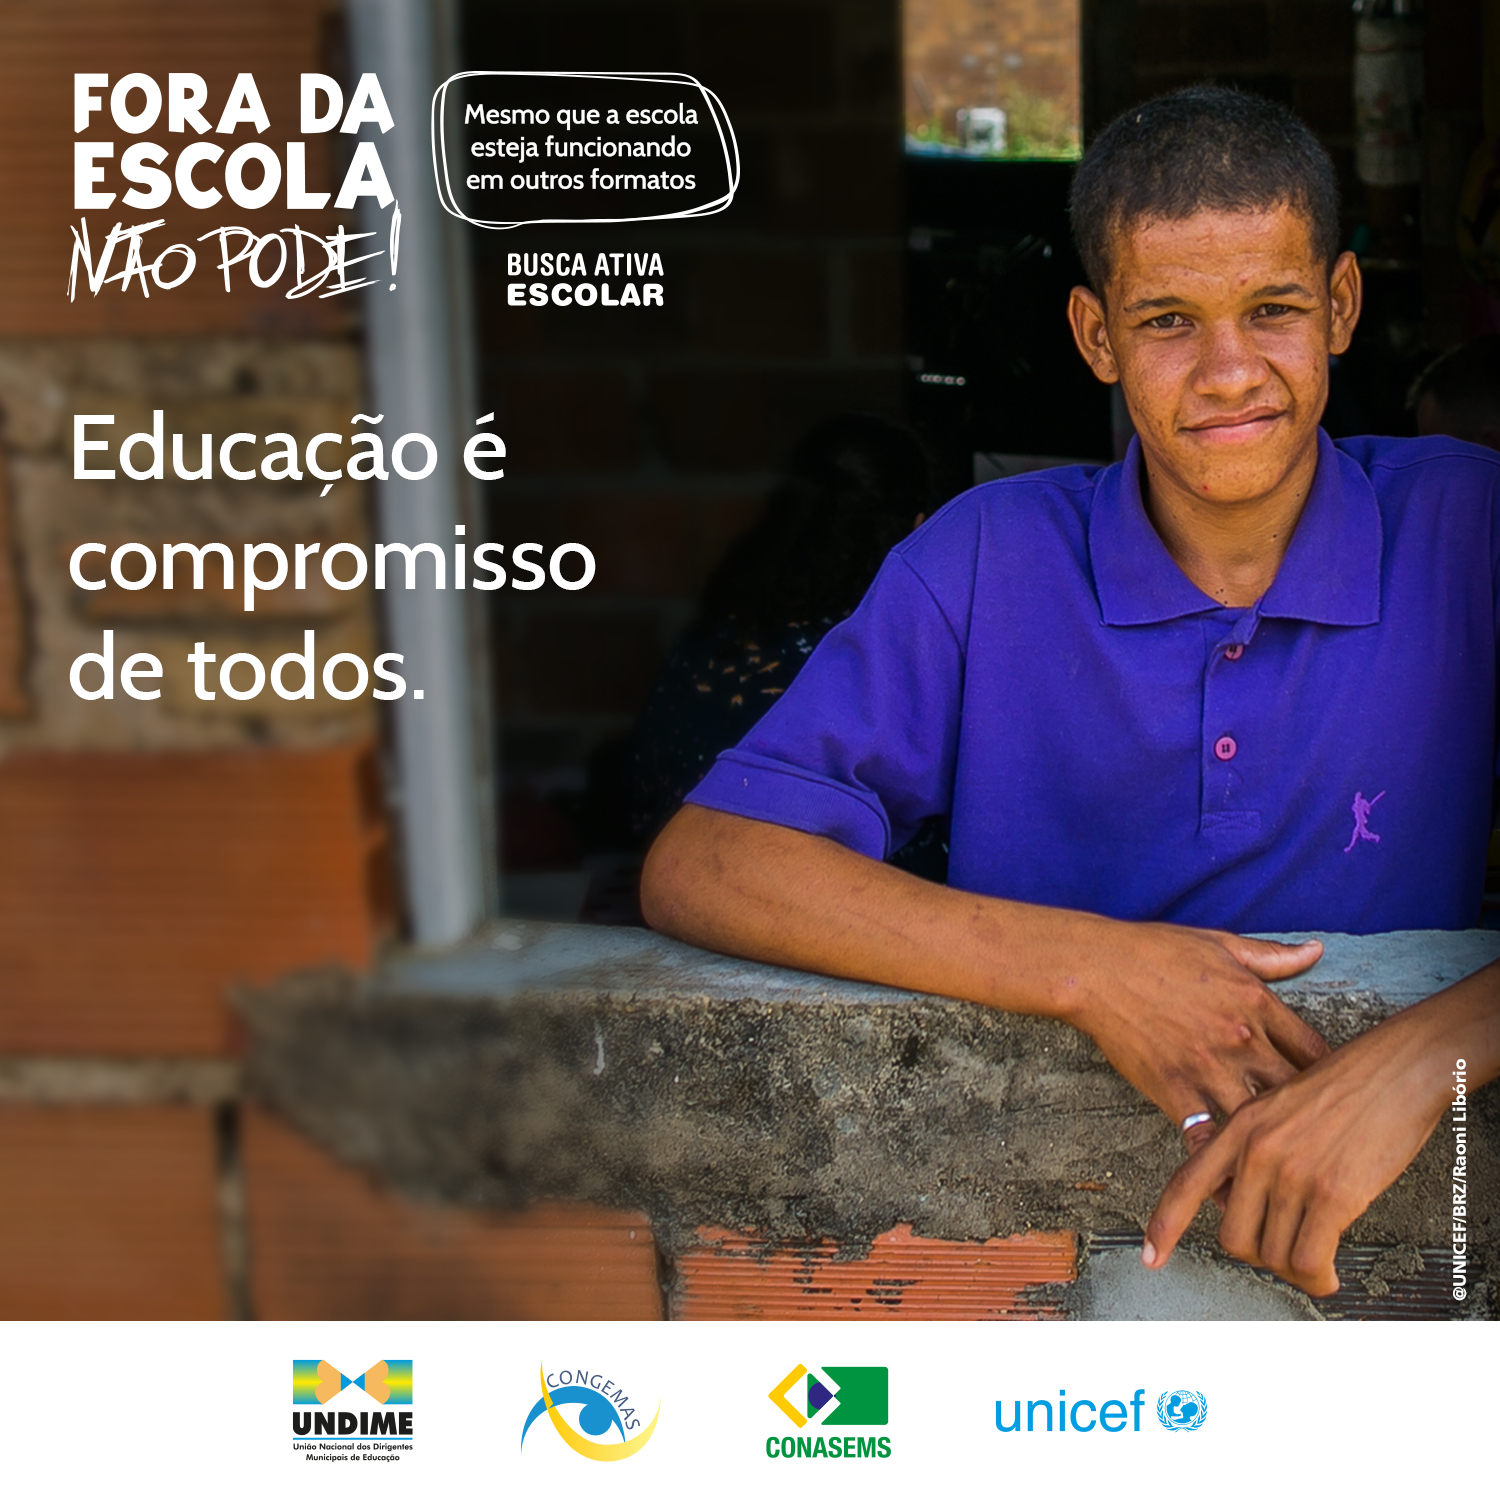 FORA DA
ESCOLA
NÃO PODE!
Mesmo que a escola
esteja funcionando
em outros formatos
BUSCA ATIVA
ESCOLAR
Educação é
compromisso
de todos.
@UNICEF/BRZ/Raoni Libório
UNDIME
União Nacional dos Dirigentes
Municipais de Educação
CONGEMAS
CONASEMS
unicef